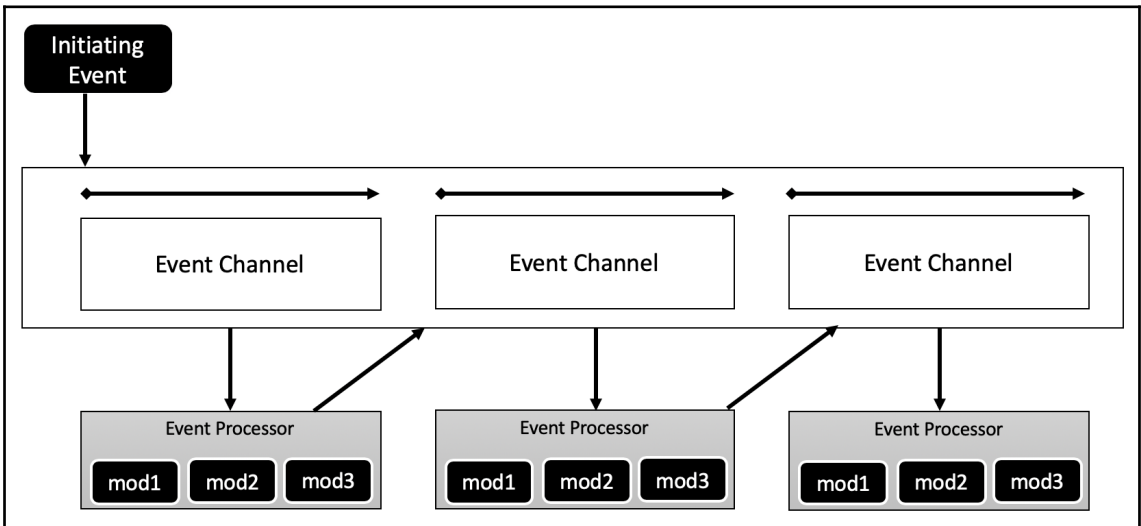 Initiating
Event
Event Channel
Event Channel
Event Channel
Event Processor
mod1
mod2
mod3
Event Processor
mod1
mod2
mod3
Event Processor
mod1
mod2
mod3